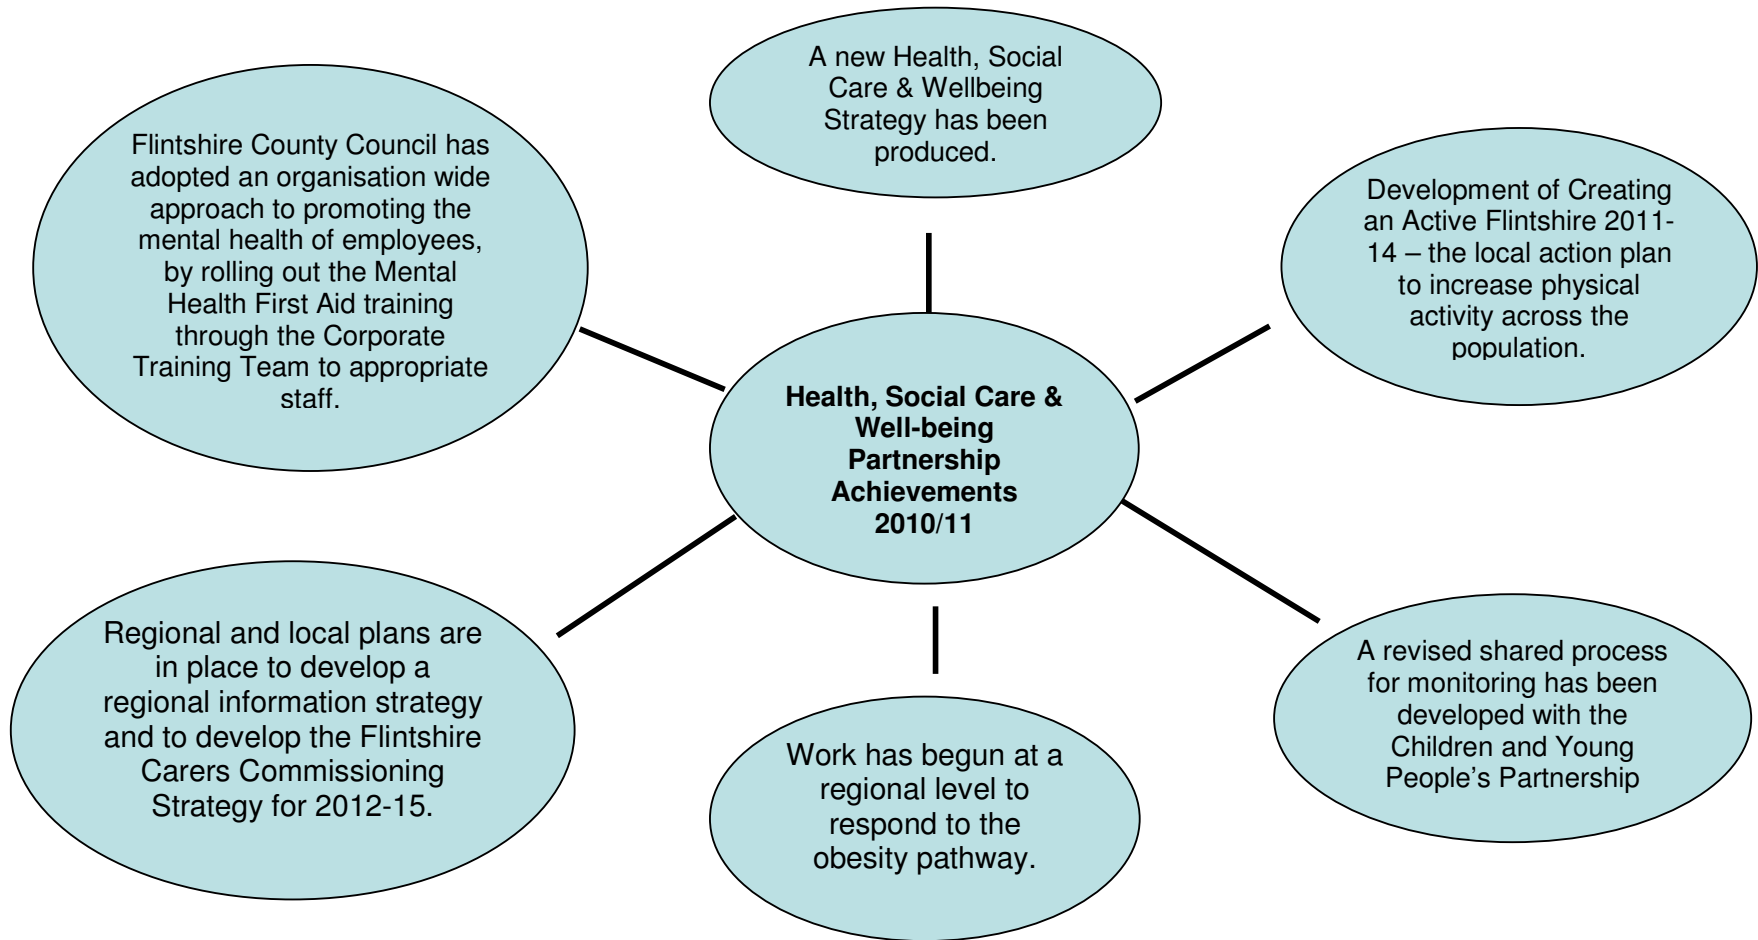 A new Health, Social
Care & Wellbeing
Strategy has been
produced.
Flintshire County Council has
adopted an organisation wide
approach to promoting the
mental health of employees,
by rolling out the Mental
Health First Aid training
through the Corporate
Training Team to appropriate
staff.
Development of Creating
an Active Flintshire 2011-
14 – the local action plan
to increase physical
activity across the
population.
Health, Social Care &
Well-being
Partnership
Achievements
2010/11
Regional and local plans are
in place to develop a
regional information strategy
and to develop the Flintshire
Carers Commissioning
Strategy for 2012-15.
Work has begun at a
regional level to
respond to the
obesity pathway.
A revised shared process
for monitoring has been
developed with the
Children and Young
People’s Partnership